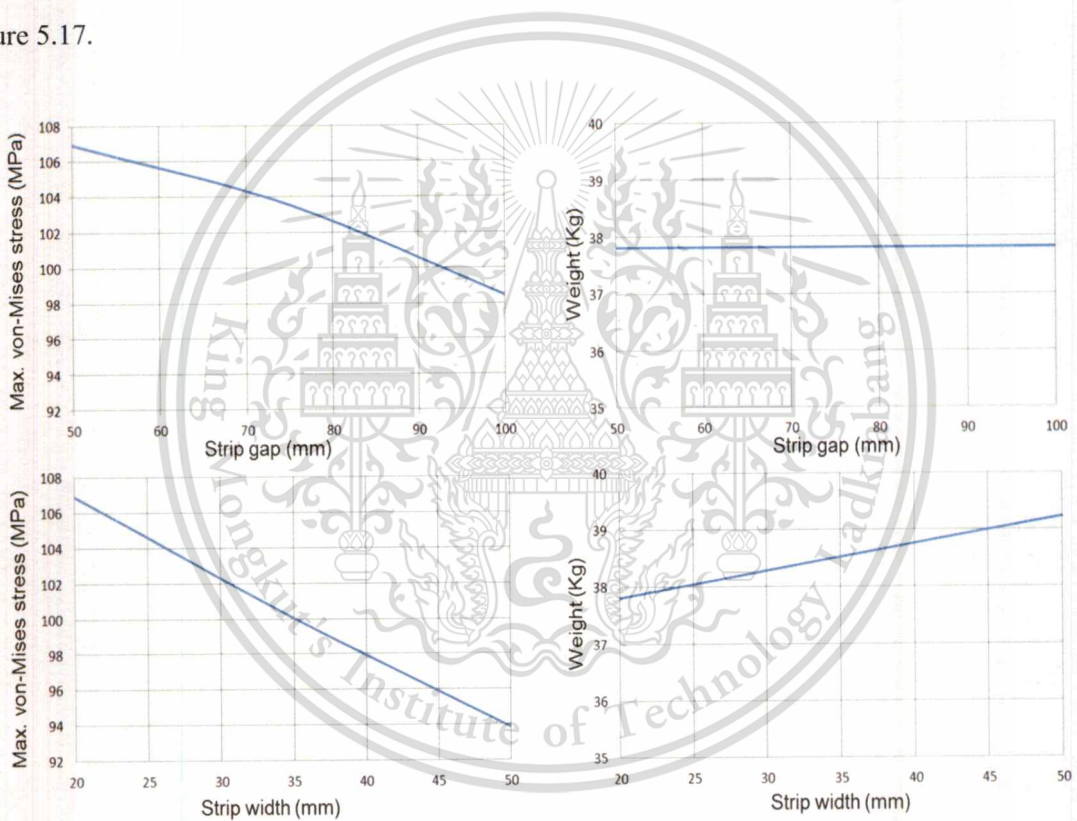 ure 5.17.
Max. von-Mises stress (MPa)
108
106
104
102
100
98
96
94
92
50 60 70 80 90 100
Strip gap (mm)
Weight (Kg)
40
39
38
37
36
35
50 60 70 80 90 100
Strip gap (mm)
Max. von-Mises stress (MPa)
108
106
104
102
100
98
96
94
92
20 25 30 35 40 45 50
Strip width (mm)
Weight (Kg)
40
39
38
37
36
35
20 25 30 35 40 45 50
Strip width (mm)
King Mongkut's Institute of Technology Ladkrabang